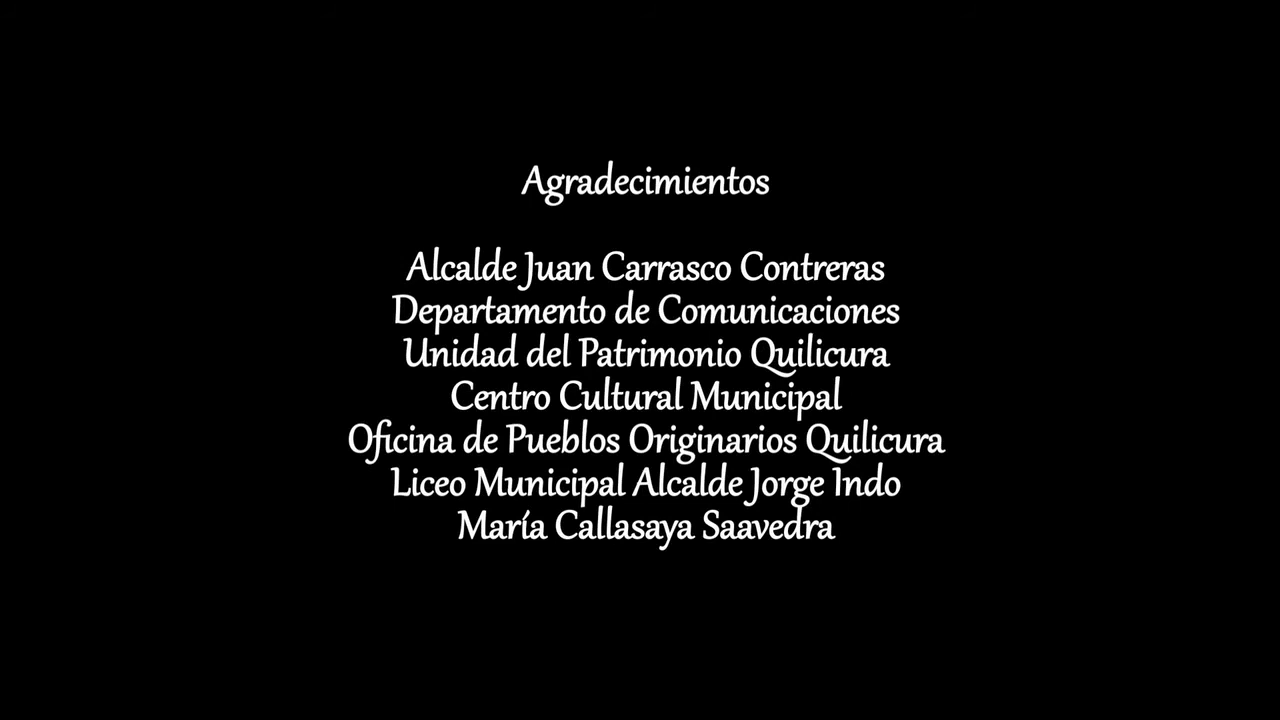 Agradecimientos
Alcalde Juan Carrasco Contreras
Departamento de Comunicaciones
Unidad del Patrimonio Quilicura
Centro Cultural Municipal
Oficina de Pueblos Originarios Quilicura
Liceo Municipal Alcalde Jorge Indo
María Callasaya Saavedra